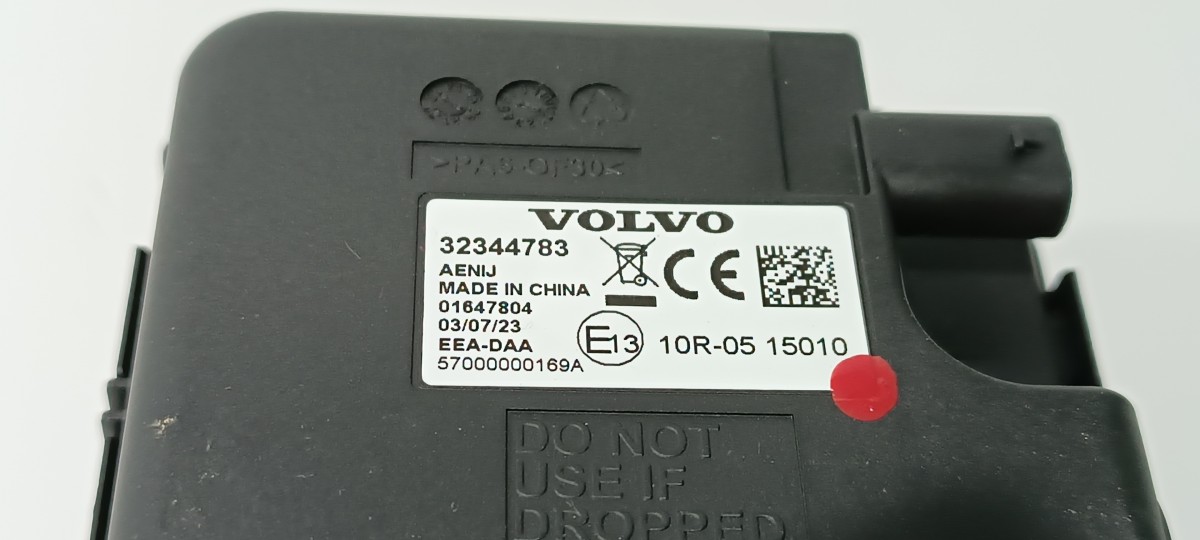 >PA6-GF30<
VOLVO
32344783
AENIJ
MADE IN CHINA
01647804
03/07/23
EEA-DAA
57000000169A
CE
E13
10R-05 15010
DO NOT
USE IF
DROPPED